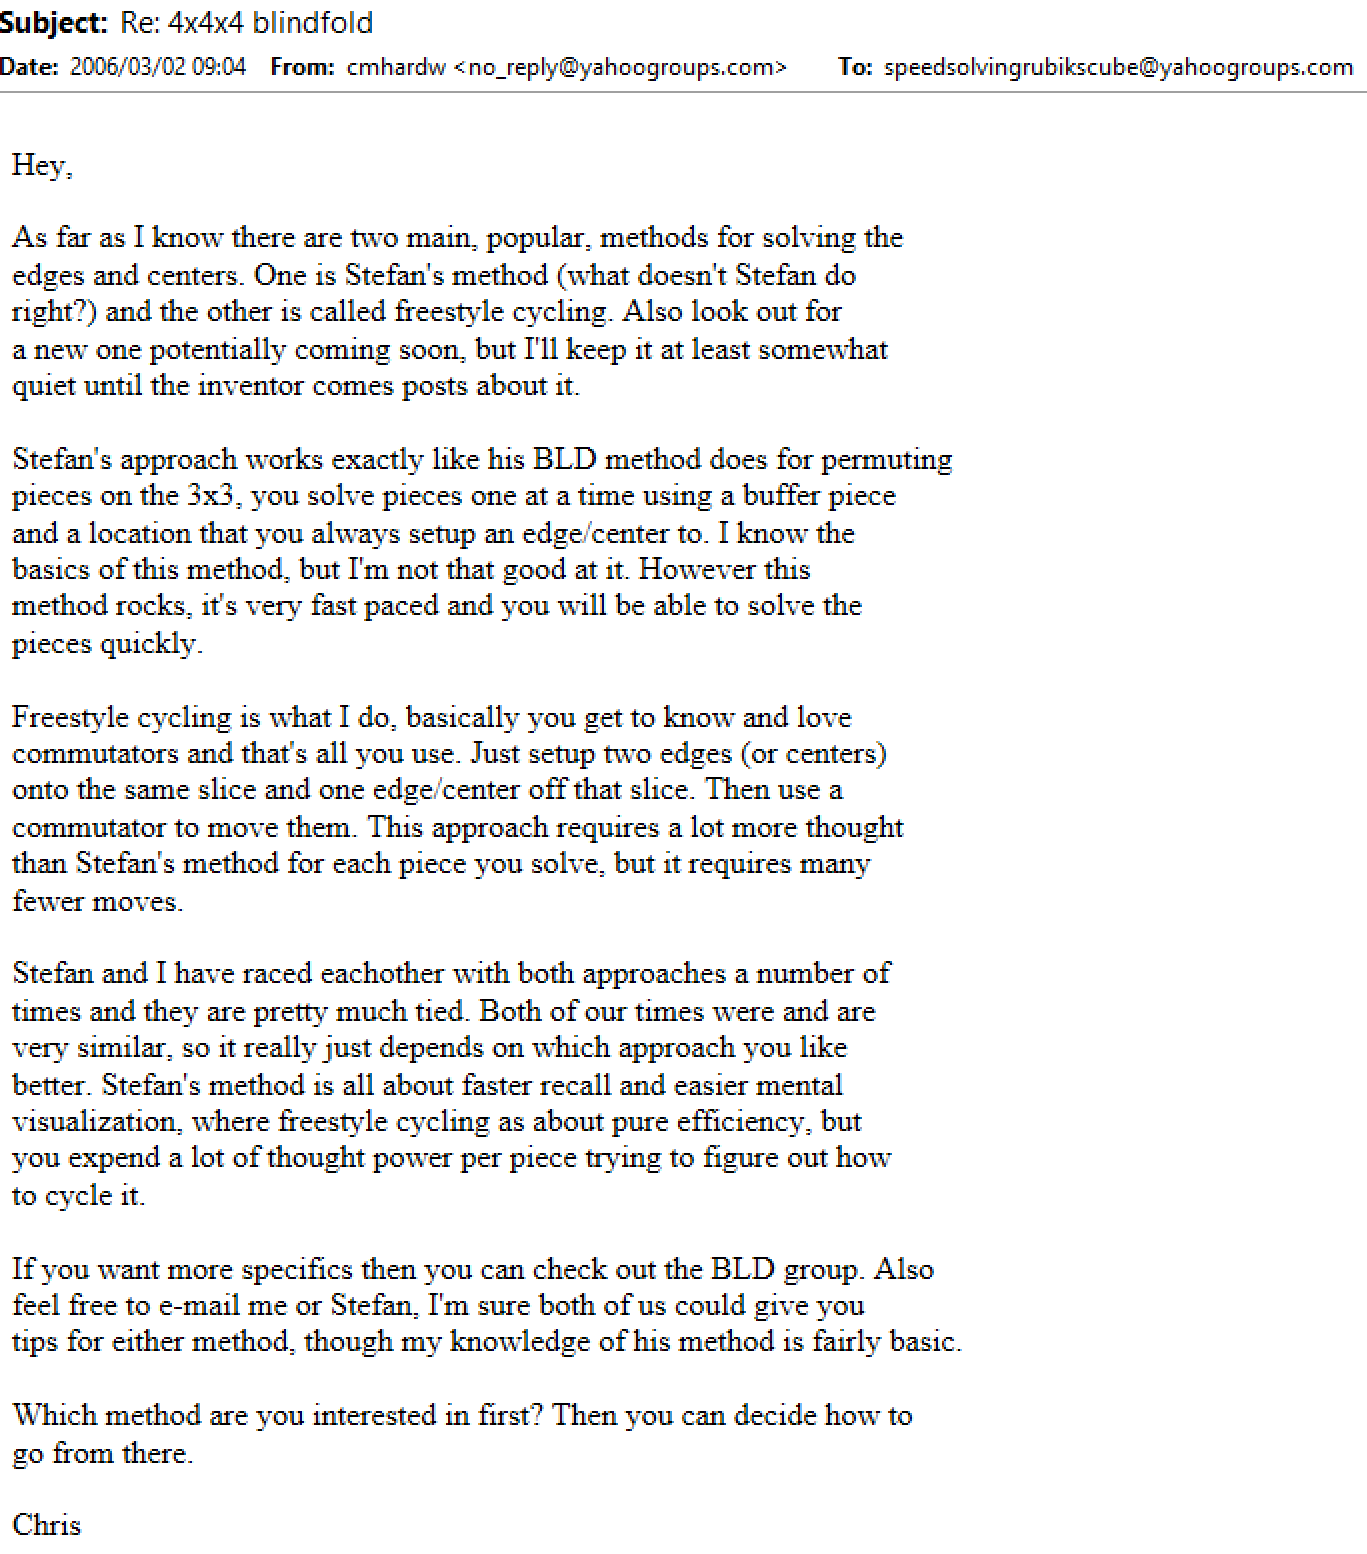 Subject: Re: 4x4x4 blindfold
Date: 2006/03/02 09:04 From: cmhardw <no_reply@yahoogroups.com> To: speedsolvingrubikscube@yahoogroups.com
Hey,
As far as I know there are two main, popular, methods for solving the
edges and centers. One is Stefan's method (what doesn't Stefan do
right?) and the other is called freestyle cycling. Also look out for
a new one potentially coming soon, but I'll keep it at least somewhat
quiet until the inventor comes posts about it.
Stefan's approach works exactly like his BLD method does for permuting
pieces on the 3x3, you solve pieces one at a time using a buffer piece
and a location that you always setup an edge/center to. I know the
basics of this method, but I'm not that good at it. However this
method rocks, it's very fast paced and you will be able to solve the
pieces quickly.
Freestyle cycling is what I do, basically you get to know and love
commutators and that's all you use. Just setup two edges (or centers)
onto the same slice and one edge/center off that slice. Then use a
commutator to move them. This approach requires a lot more thought
than Stefan's method for each piece you solve, but it requires many
fewer moves.
Stefan and I have raced eachother with both approaches a number of
times and they are pretty much tied. Both of our times were and are
very similar, so it really just depends on which approach you like
better. Stefan's method is all about faster recall and easier mental
visualization, where freestyle cycling as about pure efficiency, but
you expend a lot of thought power per piece trying to figure out how
to cycle it.
If you want more specifics then you can check out the BLD group. Also
feel free to e-mail me or Stefan, I'm sure both of us could give you
tips for either method, though my knowledge of his method is fairly basic.
Which method are you interested in first? Then you can decide how to
go from there.
Chris